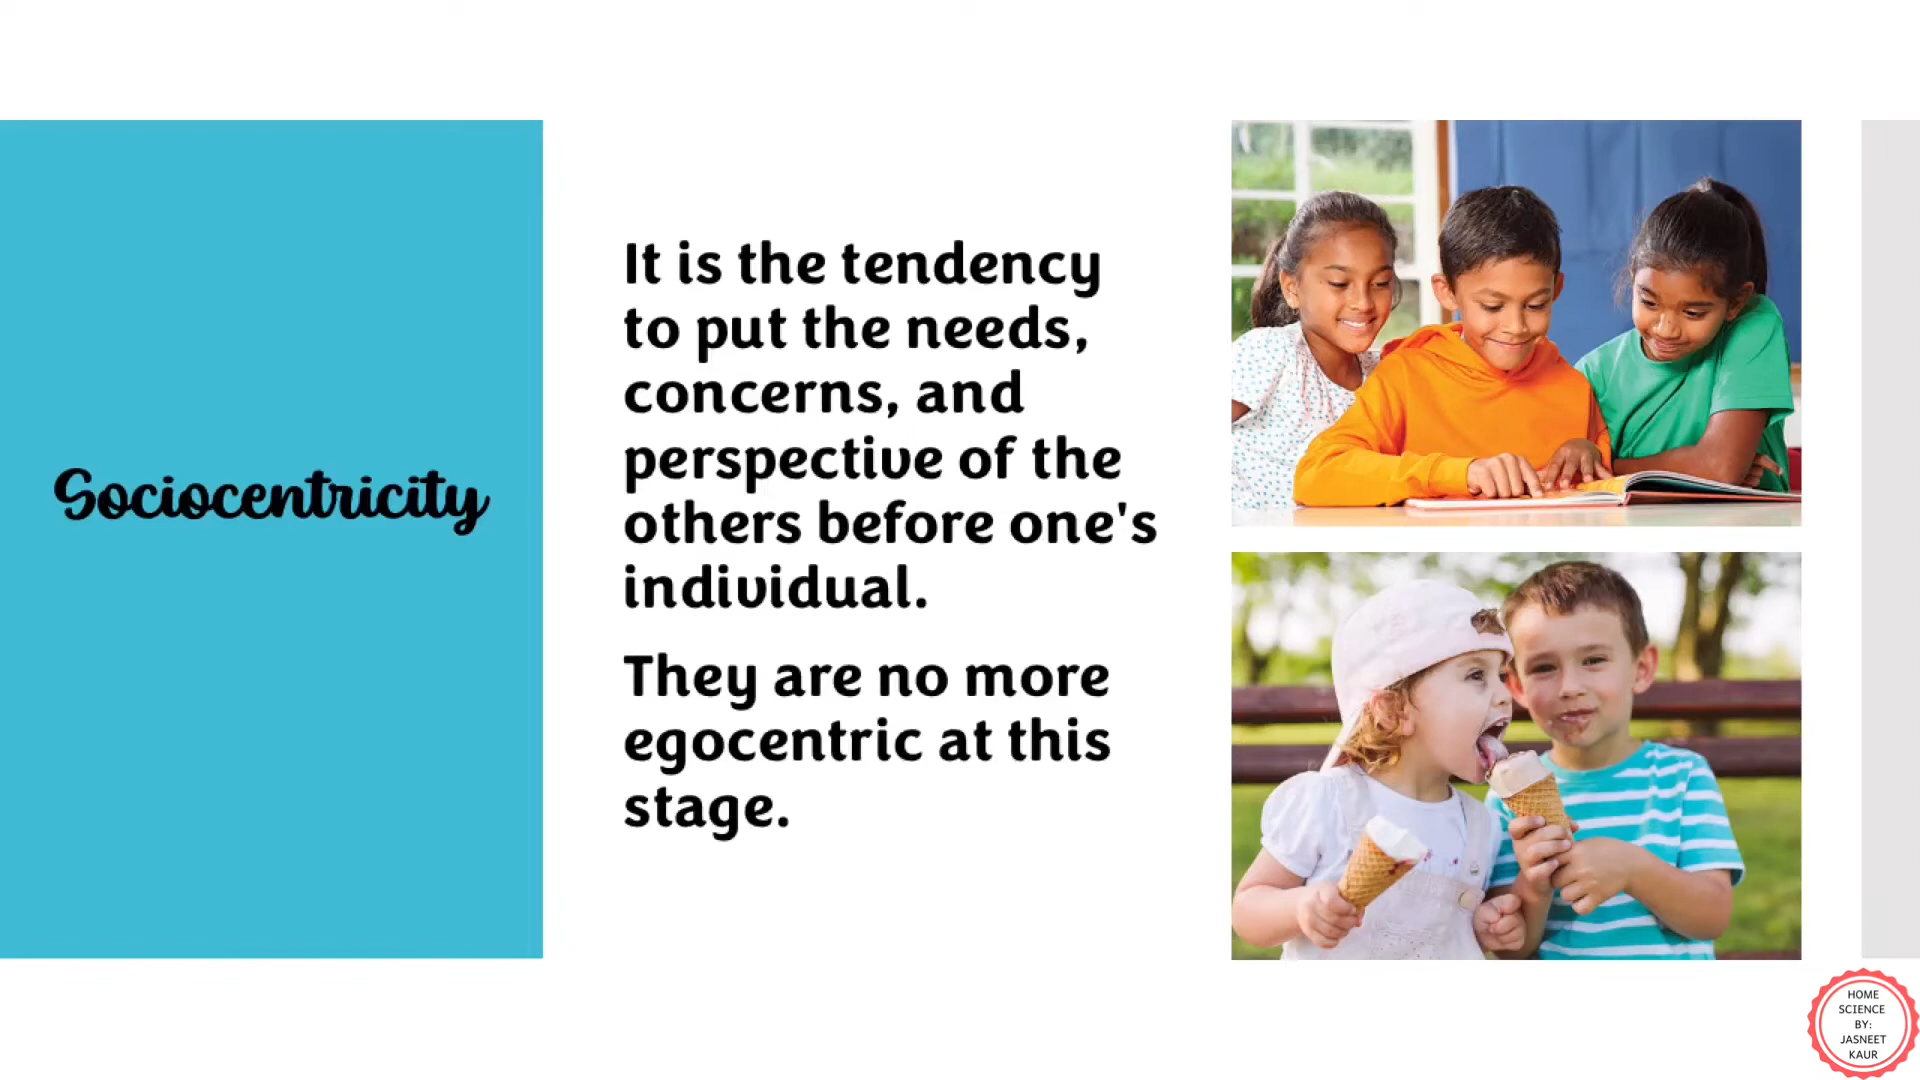 Sociocentricity
It is the tendency
to put the needs,
concerns, and
perspective of the
others before one's
individual.
They are no more
egocentric at this
stage.
HOME
SCIENCE
BY:
JASNEET
KAUR